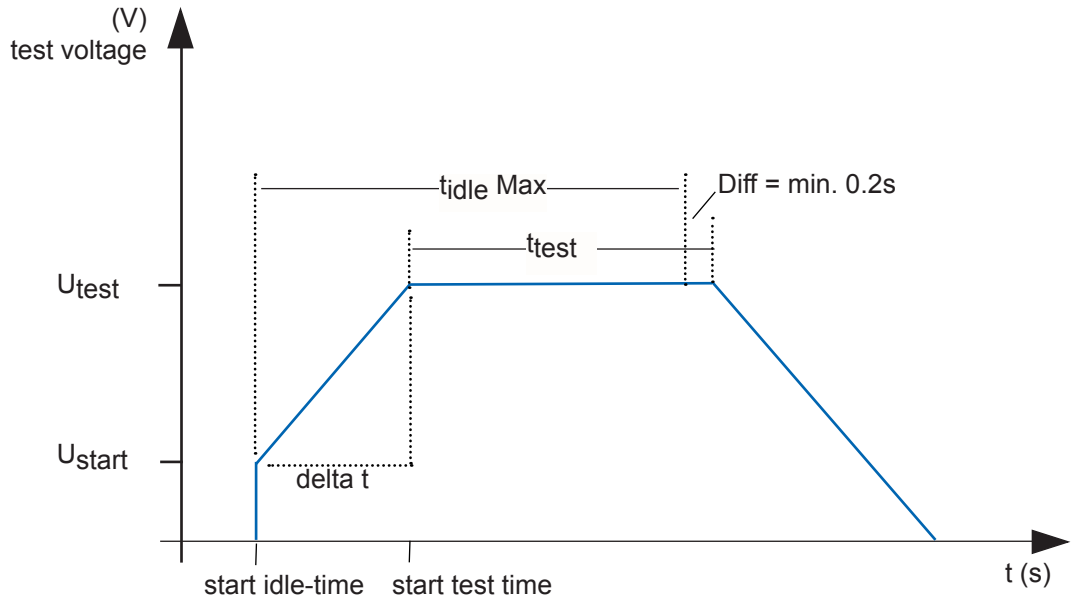 (V)
test voltage
tidle Max
Diff = min. 0.2s
ttest
Utest
Ustart
delta t
start idle-time
start test time
t (s)